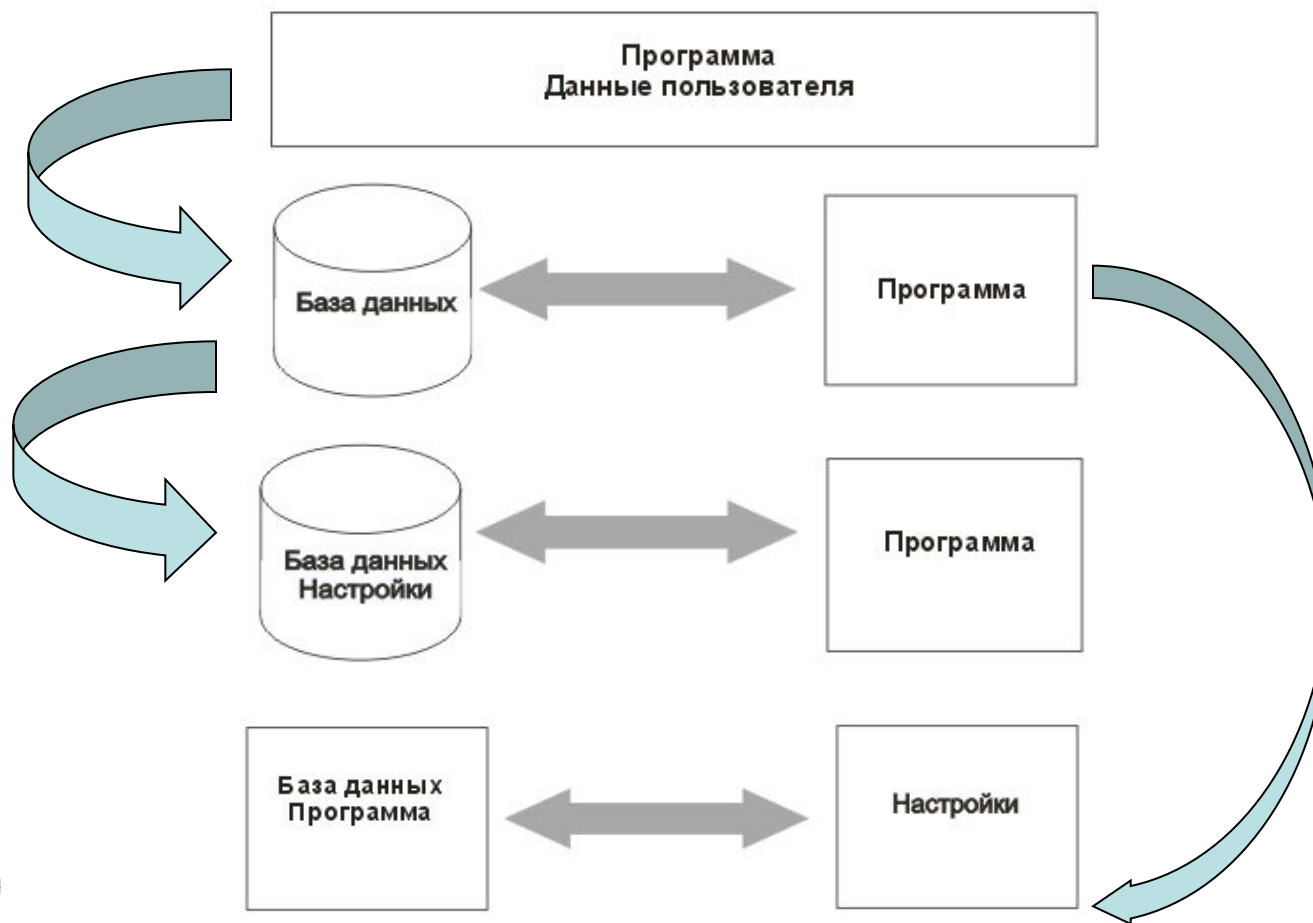 Программа
Данные пользователя
База данных
Программа
База данных
Настройки
Программа
База данных
Программа
Настройки